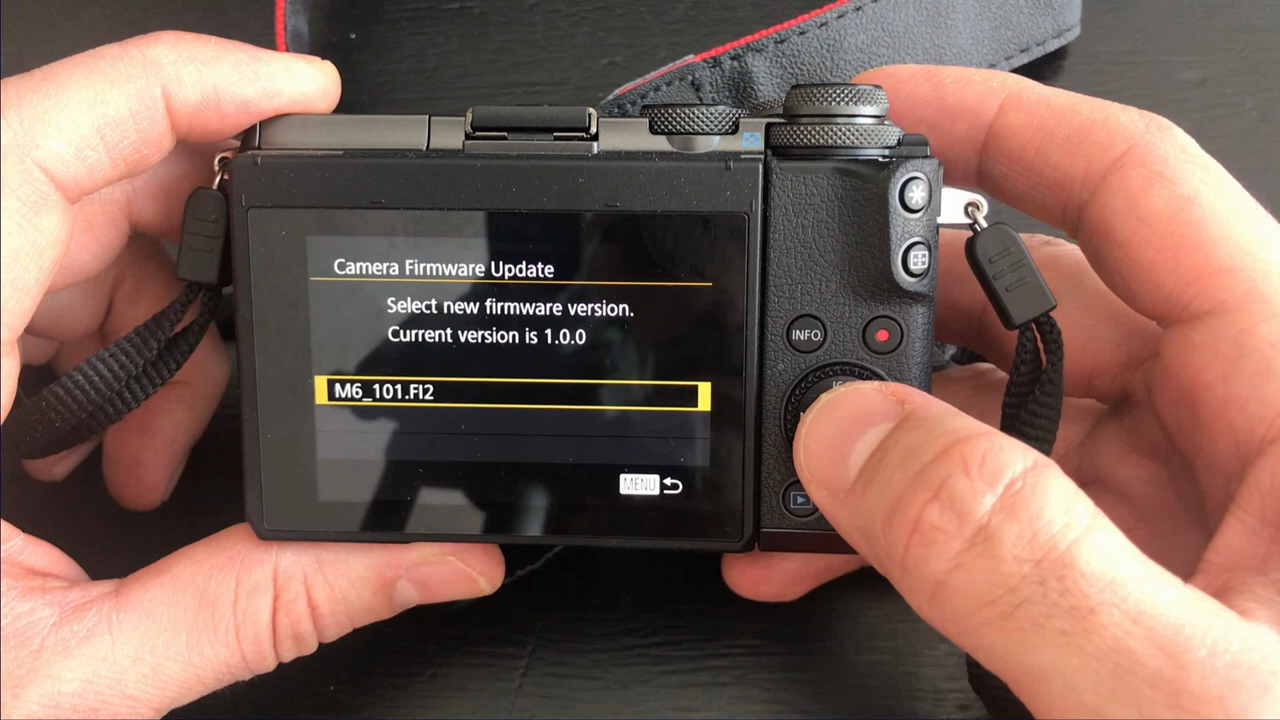 Camera Firmware Update
Select new firmware version.
Current version is 1.0.0
M6_101.FI2
MENU
INFO.